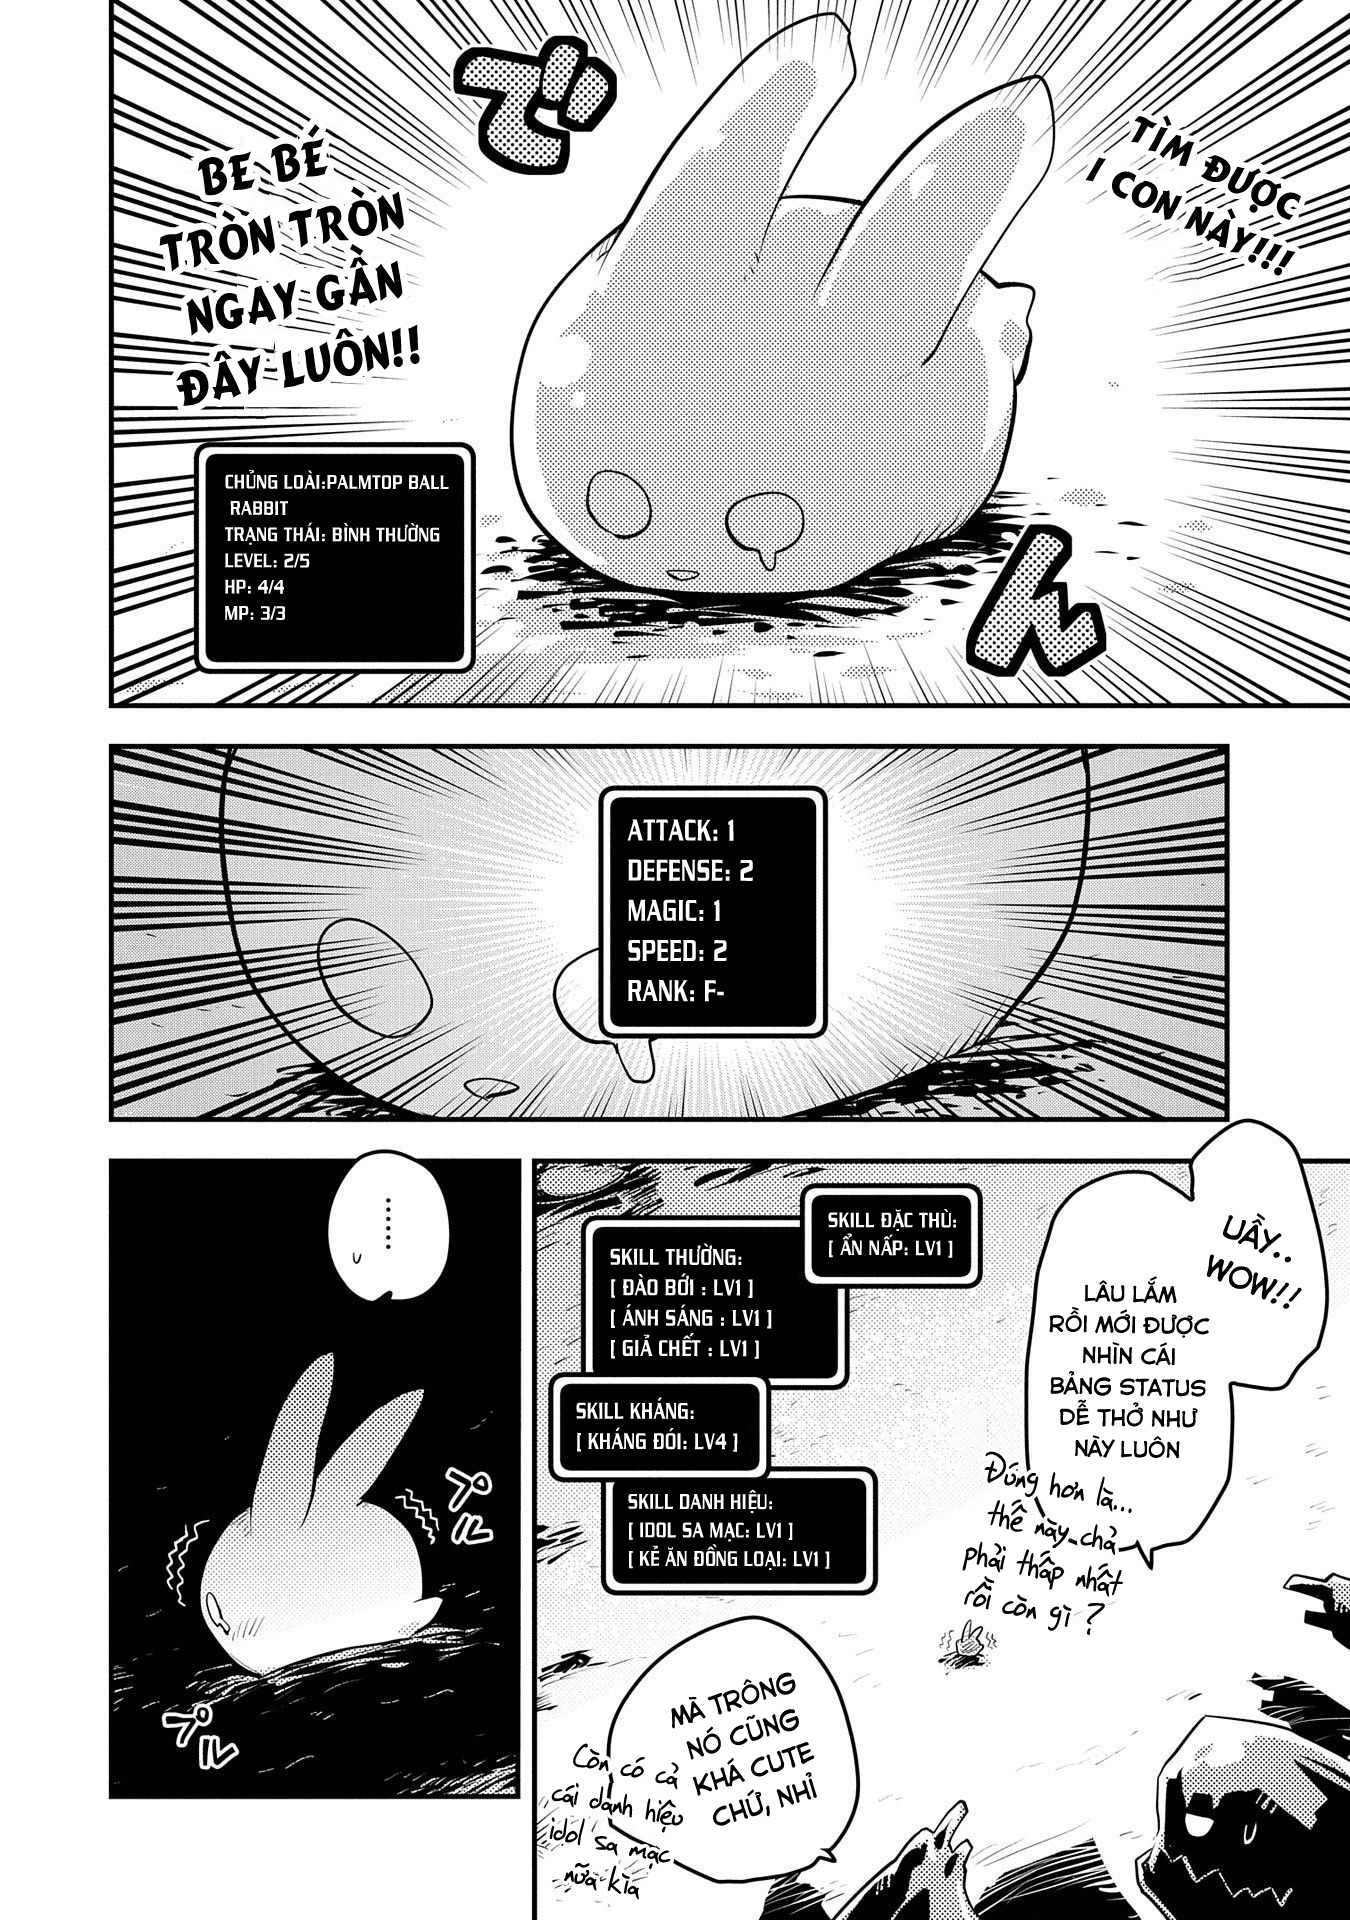 TÌM ĐƯỢC
1 CON NÀY!!!
でん
BE BÉ
TRÒN TRÒN
NGAY GẦN
ĐÂY LUÔN!!
CHỦNG LOÀI:PALMTOP BALL
RABBIT
TRẠNG THÁI: BÌNH THƯỜNG
LEVEL: 2/5
HP: 4/4
MP: 3/3
ATTACK: 1
DEFENSE: 2
MAGIC: 1
SPEED: 2
RANK: F-
UẦY..
WOW!!
LÂU LẮM
RỒI MỚI ĐƯỢC
NHÌN CÁI
BẢNG STATUS
DỄ THỞ NHƯ
NÀY LUÔN
Đúng hơn là...
thế này chả
phải thấp nhất
rồi còn gì?
SKILL ĐẶC THÙ:
[ ẨN NẤP: LV1 ]
SKILL THƯỜNG:
[ ĐÀO BỚI : LV1 ]
[ ÁNH SÁNG : LV1 ]
[ GIẢ CHẾT : LV1 ]
SKILL KHÁNG:
[ KHÁNG ĐÓI: LV4 ]
SKILL DANH HIỆU:
[ IDOL SA MẠC: LV1 ]
[ KẺ ĂN ĐỒNG LOẠI: LV1 ]
MÀ TRÔNG
NÓ CŨNG
KHÁ CUTE
CHỨ, NHỈ
Còn có cả
cái danh hiệu
idol sa mạc
nữa kìa
......
プル
プル